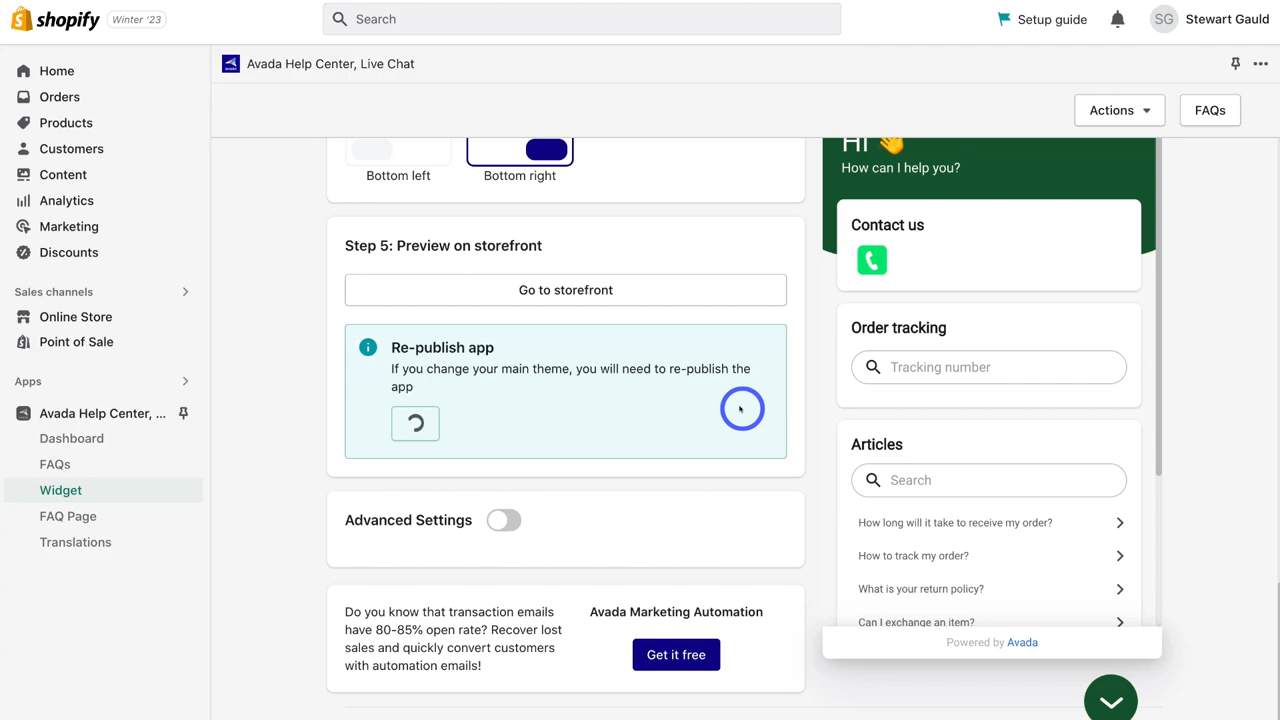 shopify
Winter '23
Search
Setup guide
SG
Stewart Gauld
Home
Orders
Products
Customers
Content
Analytics
Marketing
Discounts
Sales channels
Online Store
Point of Sale
Apps
Avada Help Center, ...
Dashboard
FAQs
Widget
FAQ Page
Translations
Avada Help Center, Live Chat
Actions
FAQs
Bottom left
Bottom right
Step 5: Preview on storefront
Go to storefront
Re-publish app
If you change your main theme, you will need to re-publish the
app
Advanced Settings
Do you know that transaction emails
have 80-85% open rate? Recover lost
sales and quickly convert customers
with automation emails!
Avada Marketing Automation
Get it free
Hi 👋
How can I help you?
Contact us
Order tracking
Tracking number
Articles
Search
How long will it take to receive my order?
How to track my order?
What is your return policy?
Can I exchange an item?
Powered by Avada